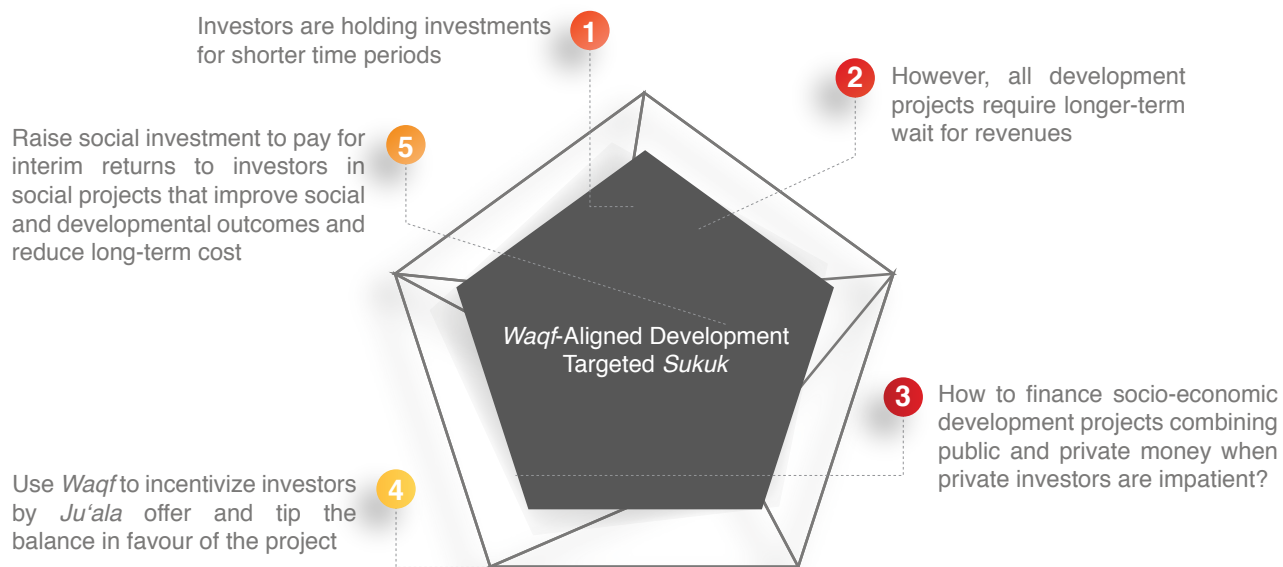 1
Investors are holding investments
for shorter time periods
2
However, all development
projects require longer-term
wait for revenues
3
How to finance socio-economic
development projects combining
public and private money when
private investors are impatient?
4
Use Waqf to incentivize investors
by Ju‘ala offer and tip the
balance in favour of the project
5
Raise social investment to pay for
interim returns to investors in
social projects that improve social
and developmental outcomes and
reduce long-term cost
Waqf-Aligned Development
Targeted Sukuk